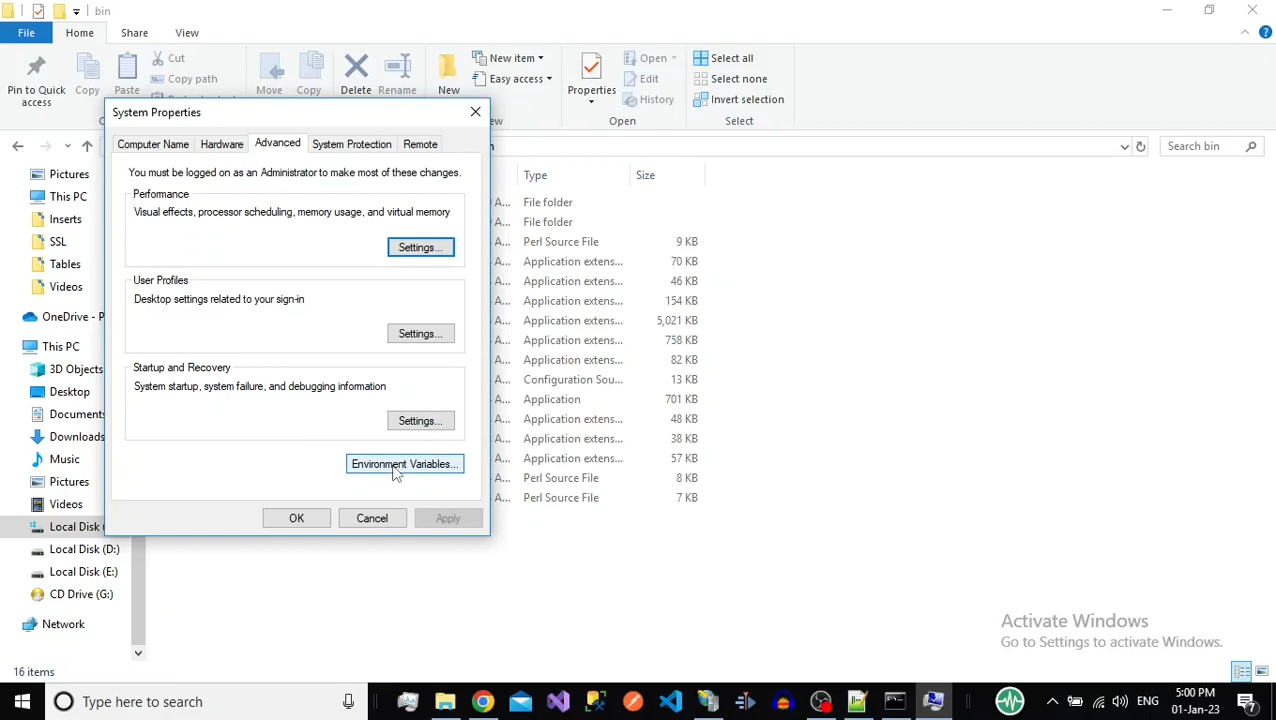 bin
File
Home
Share
View
Pin to Quick access
Copy
Paste
Cut
Copy path
Move
Copy
Delete
Rename
New
New item
Easy access
Properties
Open
Edit
History
Open
Select all
Select none
Invert selection
Select
System Properties
Computer Name
Hardware
Advanced
System Protection
Remote
You must be logged on as an Administrator to make most of these changes.
Performance
Visual effects, processor scheduling, memory usage, and virtual memory
Settings...
User Profiles
Desktop settings related to your sign-in
Settings...
Startup and Recovery
System startup, system failure, and debugging information
Settings...
Environment Variables...
OK
Cancel
Apply
Search bin
Type
Size
A... File folder
A... File folder
A... Perl Source File 9 KB
A... Application extens... 70 KB
A... Application extens... 46 KB
A... Application extens... 154 KB
A... Application extens... 5,021 KB
A... Application extens... 758 KB
A... Application extens... 82 KB
A... Configuration Sou... 13 KB
A... Application 701 KB
A... Application extens... 48 KB
A... Application extens... 38 KB
A... Application extens... 57 KB
A... Perl Source File 8 KB
A... Perl Source File 7 KB
Pictures
This PC
Inserts
SSL
Tables
Videos
OneDrive - P
This PC
3D Objects
Desktop
Documents
Downloads
Music
Pictures
Videos
Local Disk (
Local Disk (D:)
Local Disk (E:)
CD Drive (G:)
Network
16 items
Activate Windows
Go to Settings to activate Windows.
Type here to search
ENG
5:00 PM
01-Jan-23
7